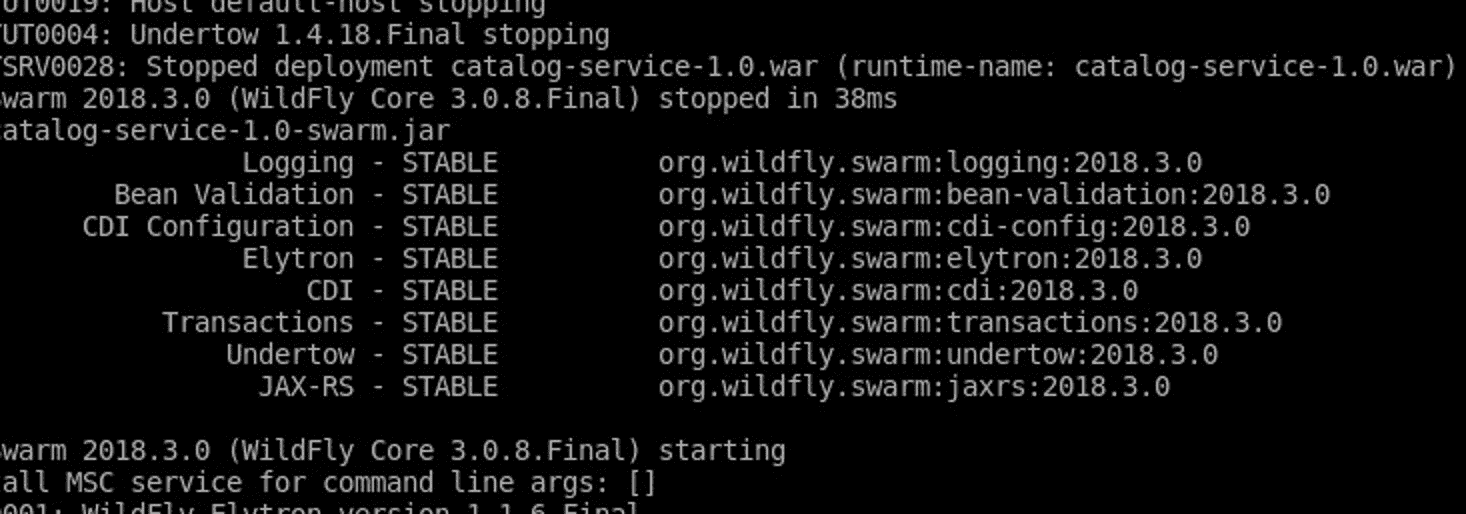 UT0019: Host default-host stopping
UT0004: Undertow 1.4.18.Final stopping
SRV0028: Stopped deployment catalog-service-1.0.war (runtime-name: catalog-service-1.0.war)
warm 2018.3.0 (WildFly Core 3.0.8.Final) stopped in 38ms
catalog-service-1.0-swarm.jar
Logging - STABLE org.wildfly.swarm:logging:2018.3.0
Bean Validation - STABLE org.wildfly.swarm:bean-validation:2018.3.0
CDI Configuration - STABLE org.wildfly.swarm:cdi-config:2018.3.0
Elytron - STABLE org.wildfly.swarm:elytron:2018.3.0
CDI - STABLE org.wildfly.swarm:cdi:2018.3.0
Transactions - STABLE org.wildfly.swarm:transactions:2018.3.0
Undertow - STABLE org.wildfly.swarm:undertow:2018.3.0
JAX-RS - STABLE org.wildfly.swarm:jaxrs:2018.3.0
warm 2018.3.0 (WildFly Core 3.0.8.Final) starting
all MSC service for command line args: []
0001: WildFly Elytron version 1.1.6.Final